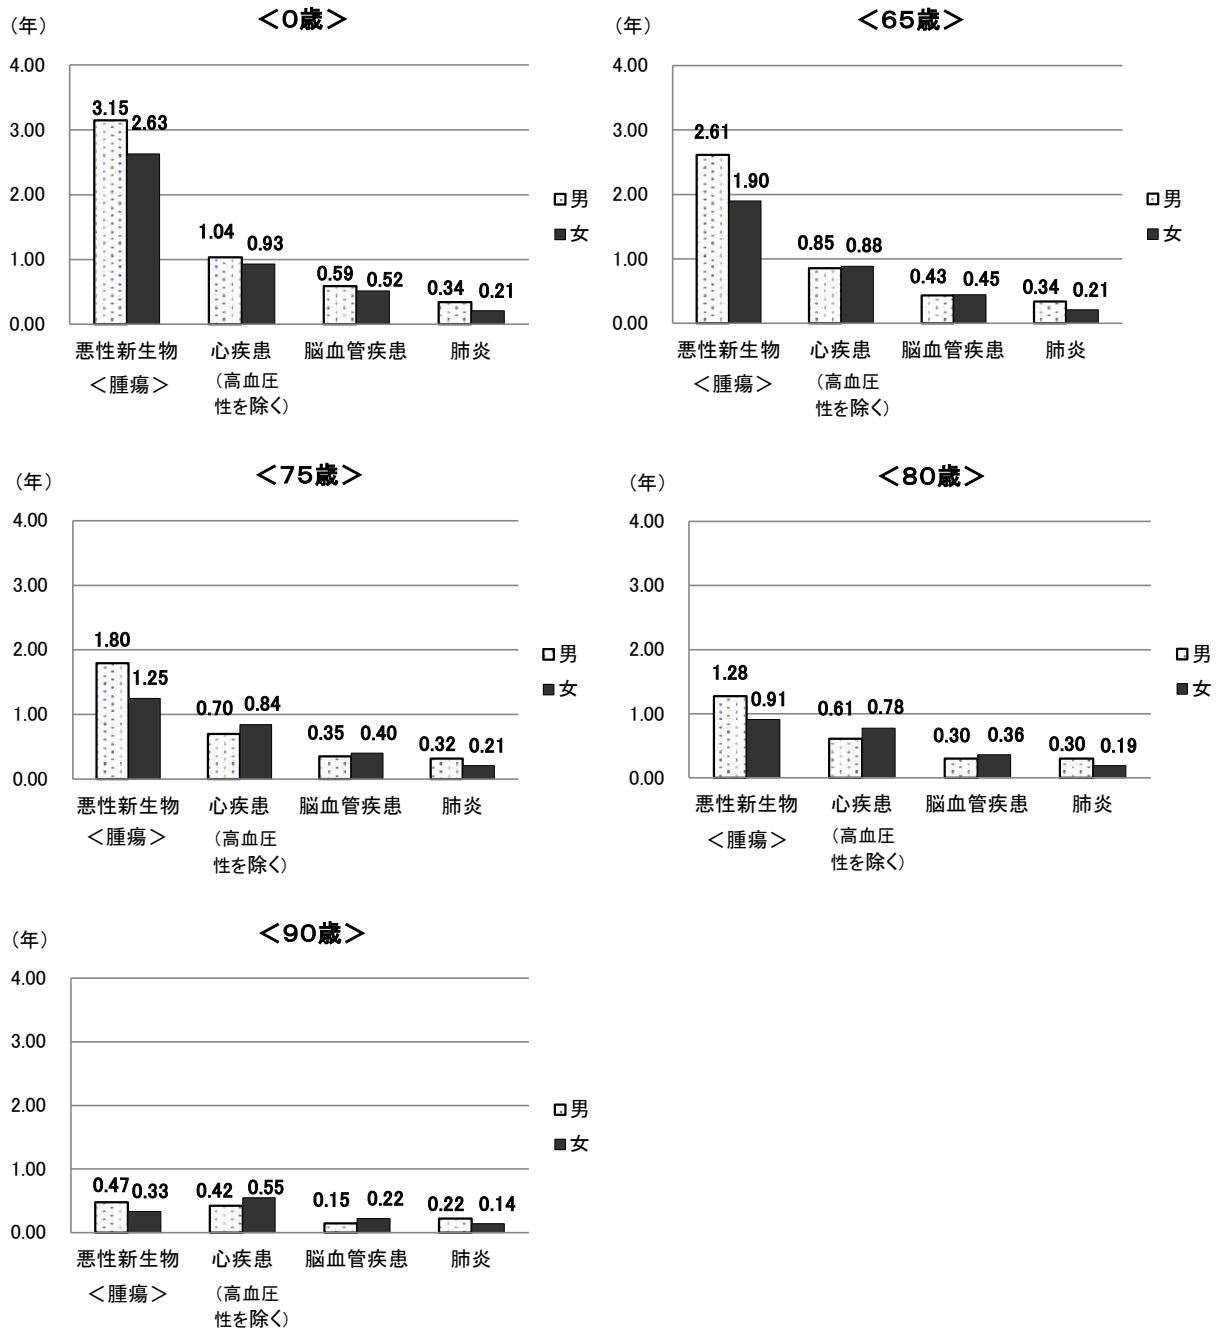 <0歳>
(年)
4.00
3.00
2.00
1.00
0.00
3.15
2.63
1.04
0.93
0.59
0.52
0.34
0.21
悪性新生物
<腫瘍>
心疾患
(高血圧
性を除く)
脳血管疾患
肺炎
男
女
<65歳>
(年)
4.00
3.00
2.00
1.00
0.00
2.61
1.90
0.85
0.88
0.43
0.45
0.34
0.21
悪性新生物
<腫瘍>
心疾患
(高血圧
性を除く)
脳血管疾患
肺炎
男
女
<75歳>
(年)
4.00
3.00
2.00
1.00
0.00
1.80
1.25
0.70
0.84
0.35
0.40
0.32
0.21
悪性新生物
<腫瘍>
心疾患
(高血圧
性を除く)
脳血管疾患
肺炎
男
女
<80歳>
(年)
4.00
3.00
2.00
1.00
0.00
1.28
0.91
0.61
0.78
0.30
0.36
0.30
0.19
悪性新生物
<腫瘍>
心疾患
(高血圧
性を除く)
脳血管疾患
肺炎
男
女
<90歳>
(年)
4.00
3.00
2.00
1.00
0.00
0.47
0.33
0.42
0.55
0.15
0.22
0.22
0.14
悪性新生物
<腫瘍>
心疾患
(高血圧
性を除く)
脳血管疾患
肺炎
男
女